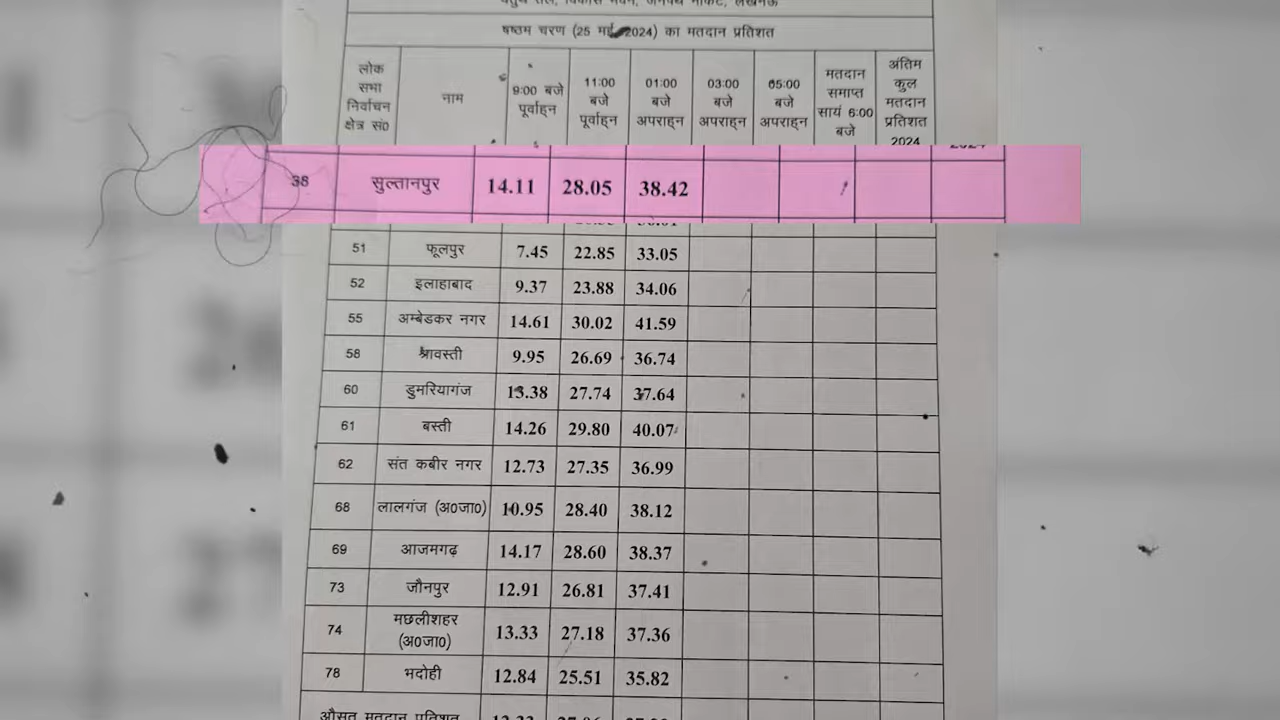 षष्ठम चरण (25 मई 2024) का मतदान प्रतिशत
लोक सभा निर्वाचन क्षेत्र सं0 नाम 9:00 बजे पूर्वाह्न 11:00 बजे पूर्वाह्न 01:00 बजे अपराह्न 03:00 बजे अपराह्न 05:00 बजे अपराह्न मतदान समाप्त सायं 6:00 बजे अंतिम कुल मतदान प्रतिशत 2024
38 सुल्तानपुर 14.11 28.05 38.42
51 फूलपुर 7.45 22.85 33.05
52 इलाहाबाद 9.37 23.88 34.06
55 अम्बेडकर नगर 14.61 30.02 41.59
58 श्रावस्ती 9.95 26.69 36.74
60 डुमरियागंज 13.38 27.74 37.64
61 बस्ती 14.26 29.80 40.07
62 संत कबीर नगर 12.73 27.35 36.99
68 लालगंज (अ0जा0) 10.95 28.40 38.12
69 आजमगढ़ 14.17 28.60 38.37
73 जौनपुर 12.91 26.81 37.41
74 मछलीशहर (अ0जा0) 13.33 27.18 37.36
78 भदोही 12.84 25.51 35.82
औसत मतदान प्रतिशत